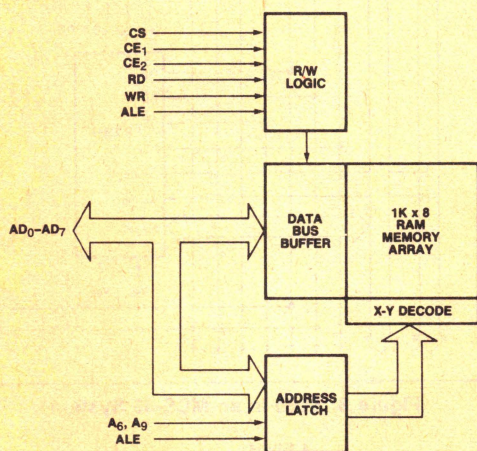 CS
CE1
CE2
RD
WR
ALE
R/W
LOGIC
AD0–AD7
DATA
BUS
BUFFER
1K x 8
RAM
MEMORY
ARRAY
X-Y DECODE
ADDRESS
LATCH
A6, A9
ALE